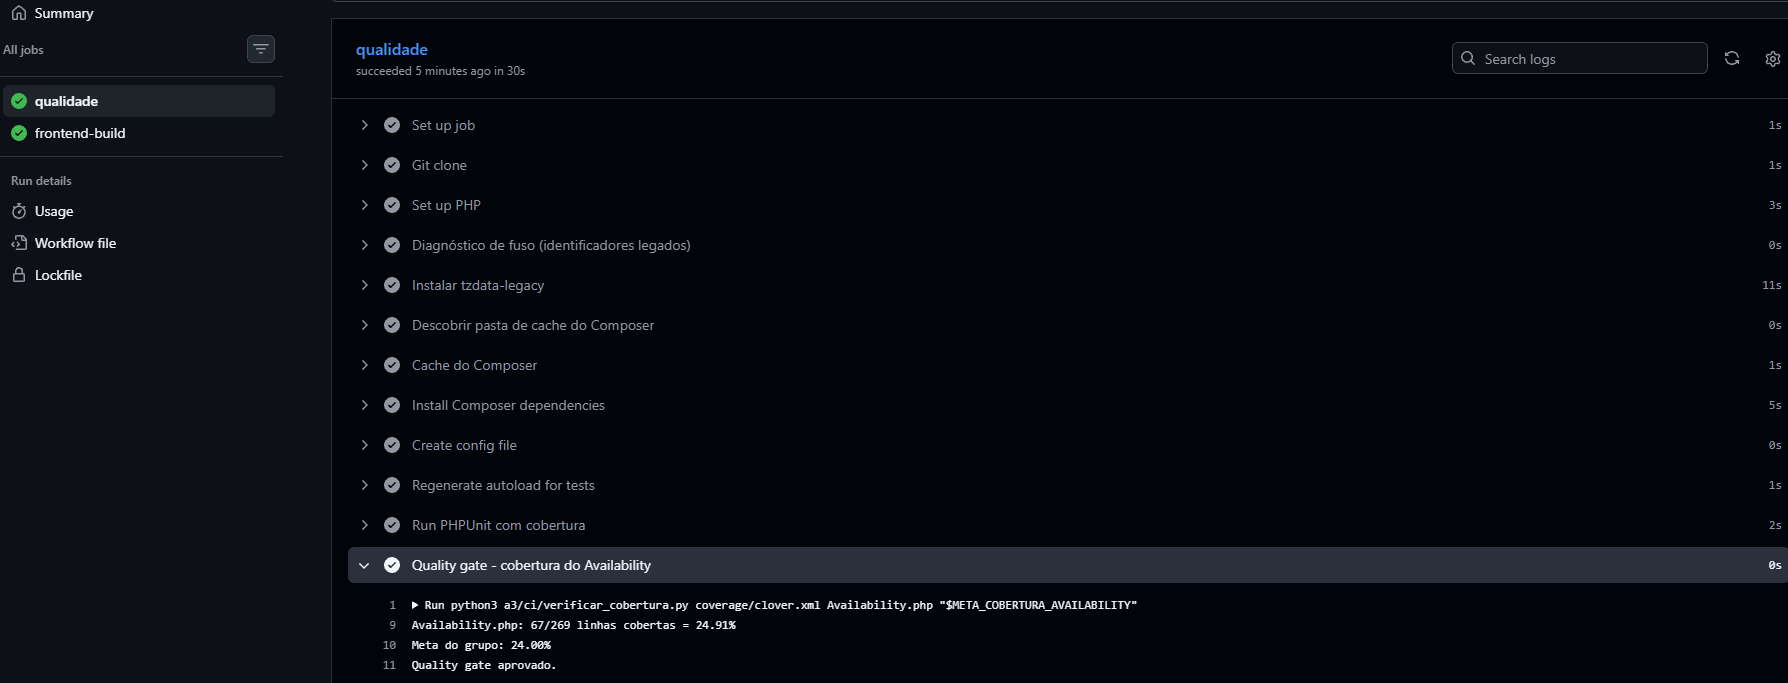 Summary
All jobs
qualidade
frontend-build
Run details
Usage
Workflow file
Lockfile
qualidade
succeeded 5 minutes ago in 30s
Search logs
Set up job 1s
Git clone 1s
Set up PHP 3s
Diagnóstico de fuso (identificadores legados) 0s
Instalar tzdata-legacy 11s
Descobrir pasta de cache do Composer 0s
Cache do Composer 1s
Install Composer dependencies 5s
Create config file 0s
Regenerate autoload for tests 1s
Run PHPUnit com cobertura 2s
Quality gate - cobertura do Availability 0s
1 Run python3 a3/ci/verificar_cobertura.py coverage/clover.xml Availability.php "$META_COBERTURA_AVAILABILITY"
9 Availability.php: 67/269 linhas cobertas = 24.91%
10 Meta do grupo: 24.00%
11 Quality gate aprovado.